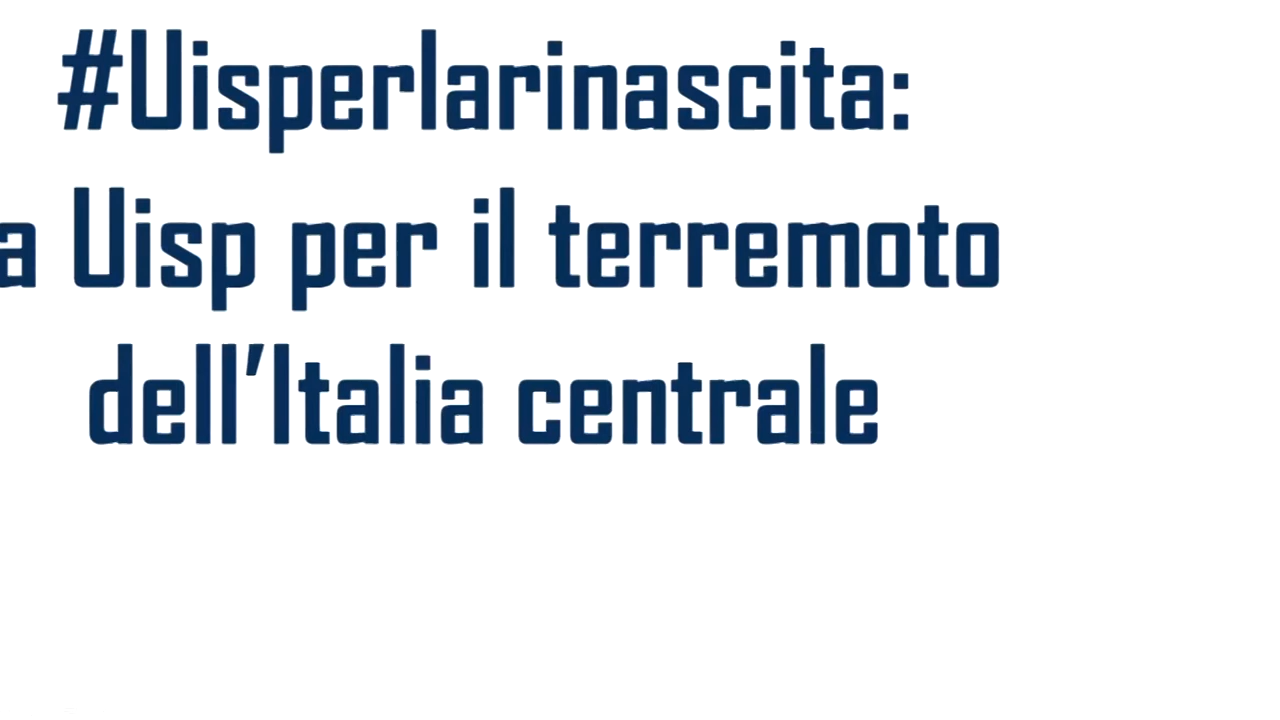 #Uisperlarinascita:
a Uisp per il terremoto
dell’Italia centrale